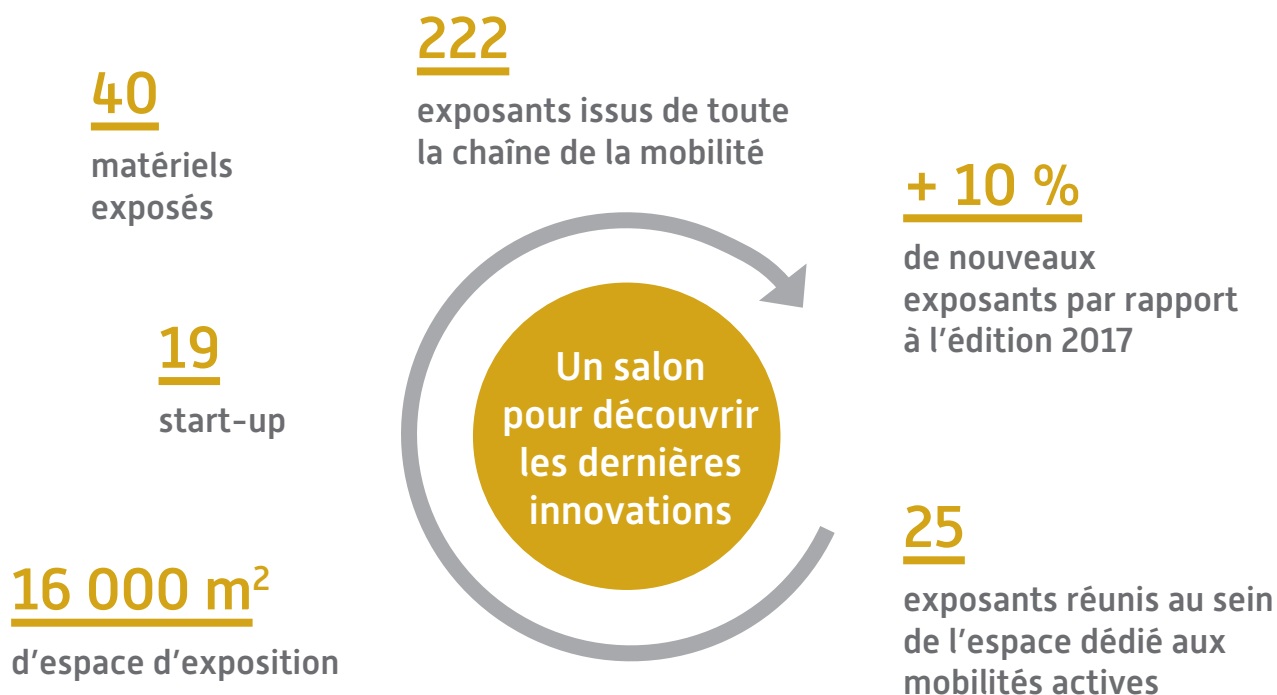 222
exposants issus de toute
la chaîne de la mobilité
40
matériels
exposés
+ 10 %
de nouveaux
exposants par rapport
à l’édition 2017
19
start-up
Un salon
pour découvrir
les dernières
innovations
25
exposants réunis au sein
de l’espace dédié aux
mobilités actives
16 000 m²
d’espace d’exposition